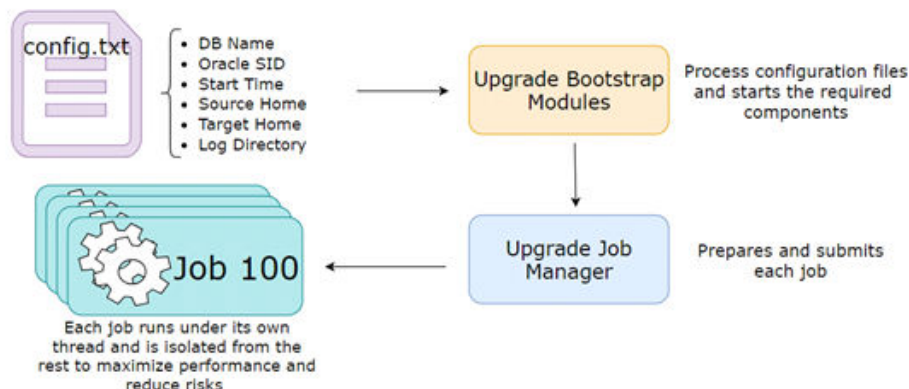 config.txt
• DB Name
• Oracle SID
• Start Time
• Source Home
• Target Home
• Log Directory
Upgrade Bootstrap
Modules
Process configuration files
and starts the required
components
Upgrade Job
Manager
Prepares and submits
each job
Job 100
Each job runs under its own
thread and is isolated from the
rest to maximize performance and
reduce risks